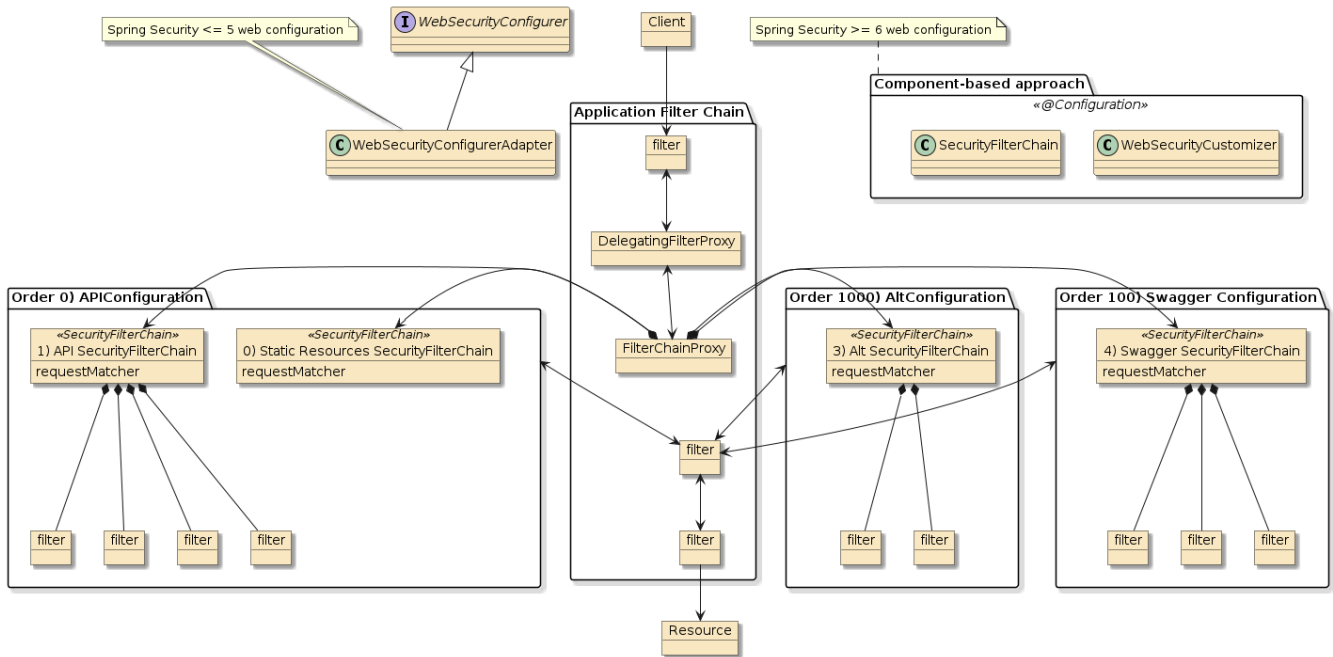 Spring Security <= 5 web configuration
I WebSecurityConfigurer
Client
Spring Security >= 6 web configuration
Component-based approach
«@Configuration»
C SecurityFilterChain
C WebSecurityCustomizer
C WebSecurityConfigurerAdapter
Application Filter Chain
filter
DelegatingFilterProxy
FilterChainProxy
Order 0) APIConfiguration
«SecurityFilterChain»
1) API SecurityFilterChain
requestMatcher
«SecurityFilterChain»
0) Static Resources SecurityFilterChain
requestMatcher
Order 1000) AltConfiguration
«SecurityFilterChain»
3) Alt SecurityFilterChain
requestMatcher
Order 100) Swagger Configuration
«SecurityFilterChain»
4) Swagger SecurityFilterChain
requestMatcher
filter
filter
filter
filter
filter
filter
filter
filter
filter
filter
filter
Resource